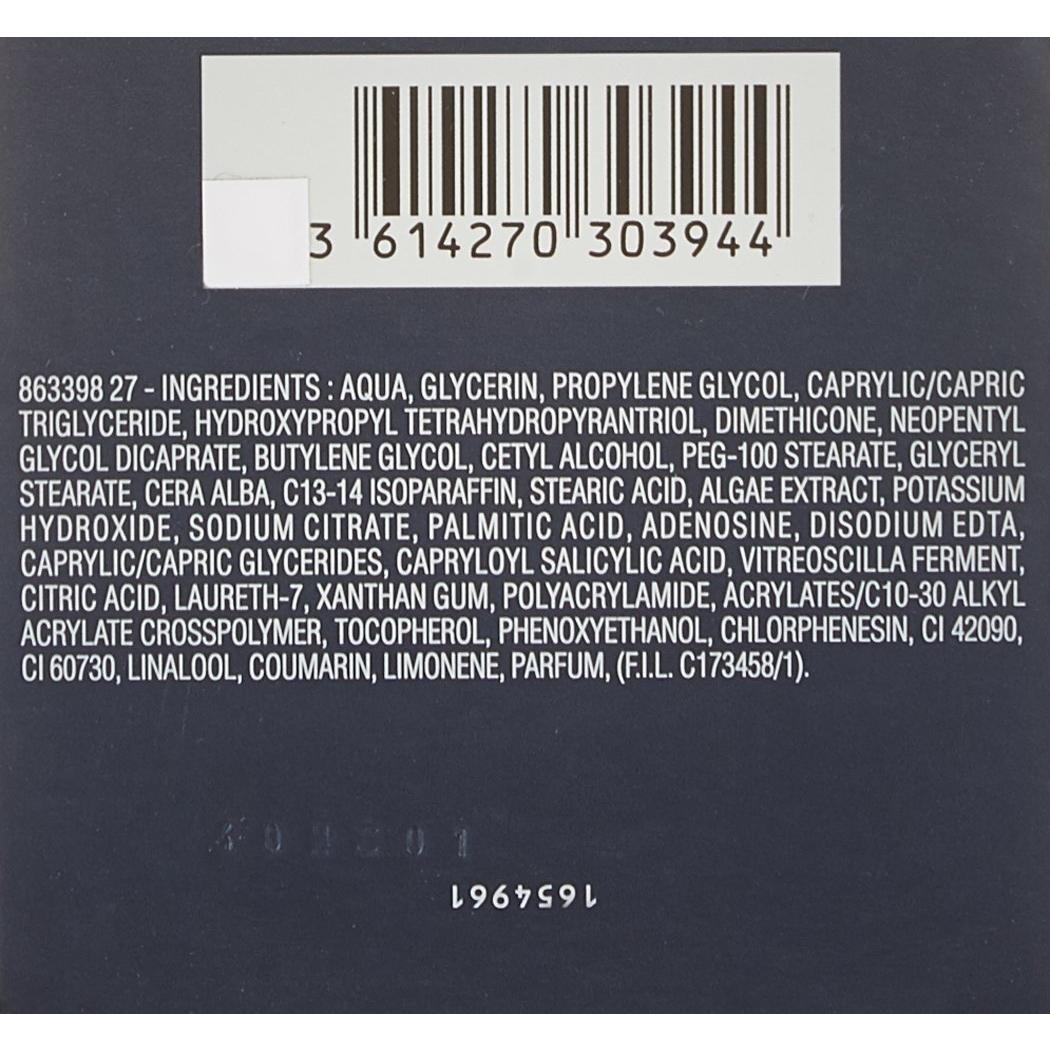 3 614270 303944
863398 27 - INGREDIENTS : AQUA, GLYCERIN, PROPYLENE GLYCOL, CAPRYLIC/CAPRIC
TRIGLYCERIDE, HYDROXYPROPYL TETRAHYDROPYRANTRIOL, DIMETHICONE, NEOPENTYL
GLYCOL DICAPRATE, BUTYLENE GLYCOL, CETYL ALCOHOL, PEG-100 STEARATE, GLYCERYL
STEARATE, CERA ALBA, C13-14 ISOPARAFFIN, STEARIC ACID, ALGAE EXTRACT, POTASSIUM
HYDROXIDE, SODIUM CITRATE, PALMITIC ACID, ADENOSINE, DISODIUM EDTA,
CAPRYLIC/CAPRIC GLYCERIDES, CAPRYLOYL SALICYLIC ACID, VITREOSCILLA FERMENT,
CITRIC ACID, LAURETH-7, XANTHAN GUM, POLYACRYLAMIDE, ACRYLATES/C10-30 ALKYL
ACRYLATE CROSSPOLYMER, TOCOPHEROL, PHENOXYETHANOL, CHLORPHENESIN, CI 42090,
CI 60730, LINALOOL, COUMARIN, LIMONENE, PARFUM, (F.I.L. C173458/1).
1654961